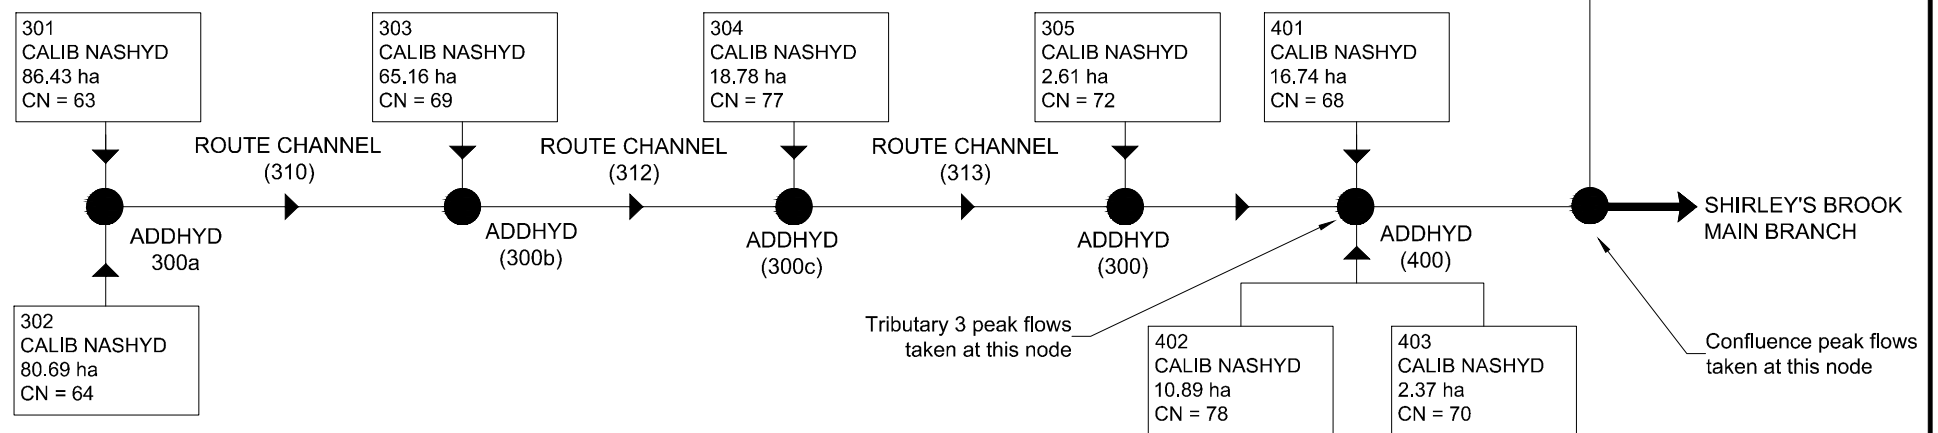 301
CALIB NASHYD
86.43 ha
CN = 63
303
CALIB NASHYD
65.16 ha
CN = 69
304
CALIB NASHYD
18.78 ha
CN = 77
305
CALIB NASHYD
2.61 ha
CN = 72
401
CALIB NASHYD
16.74 ha
CN = 68
ROUTE CHANNEL
(310)
ROUTE CHANNEL
(312)
ROUTE CHANNEL
(313)
ADDHYD
300a
ADDHYD
(300b)
ADDHYD
(300c)
ADDHYD
(300)
ADDHYD
(400)
SHIRLEY'S BROOK
MAIN BRANCH
302
CALIB NASHYD
80.69 ha
CN = 64
Tributary 3 peak flows
taken at this node
402
CALIB NASHYD
10.89 ha
CN = 78
403
CALIB NASHYD
2.37 ha
CN = 70
Confluence peak flows
taken at this node